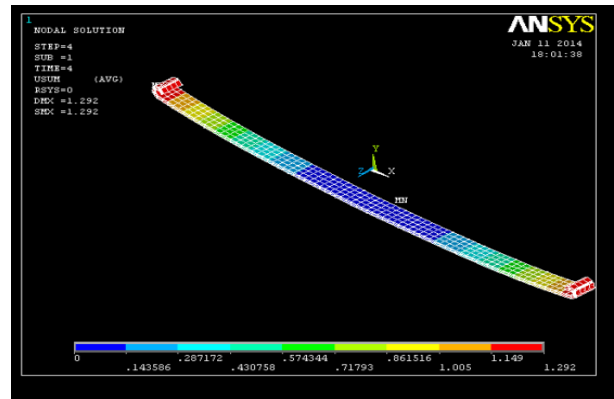 1
NODAL SOLUTION
ANSYS
STEP=4
JAN 11 2014
SUB =1
18:01:38
TIME=4
USUM (AVG)
RSYS=0
DMX =1.292
SMX =1.292
Y
Z X
MN
0 .287172 .574344 .861516 1.149
.143586 .430758 .71793 1.005 1.292